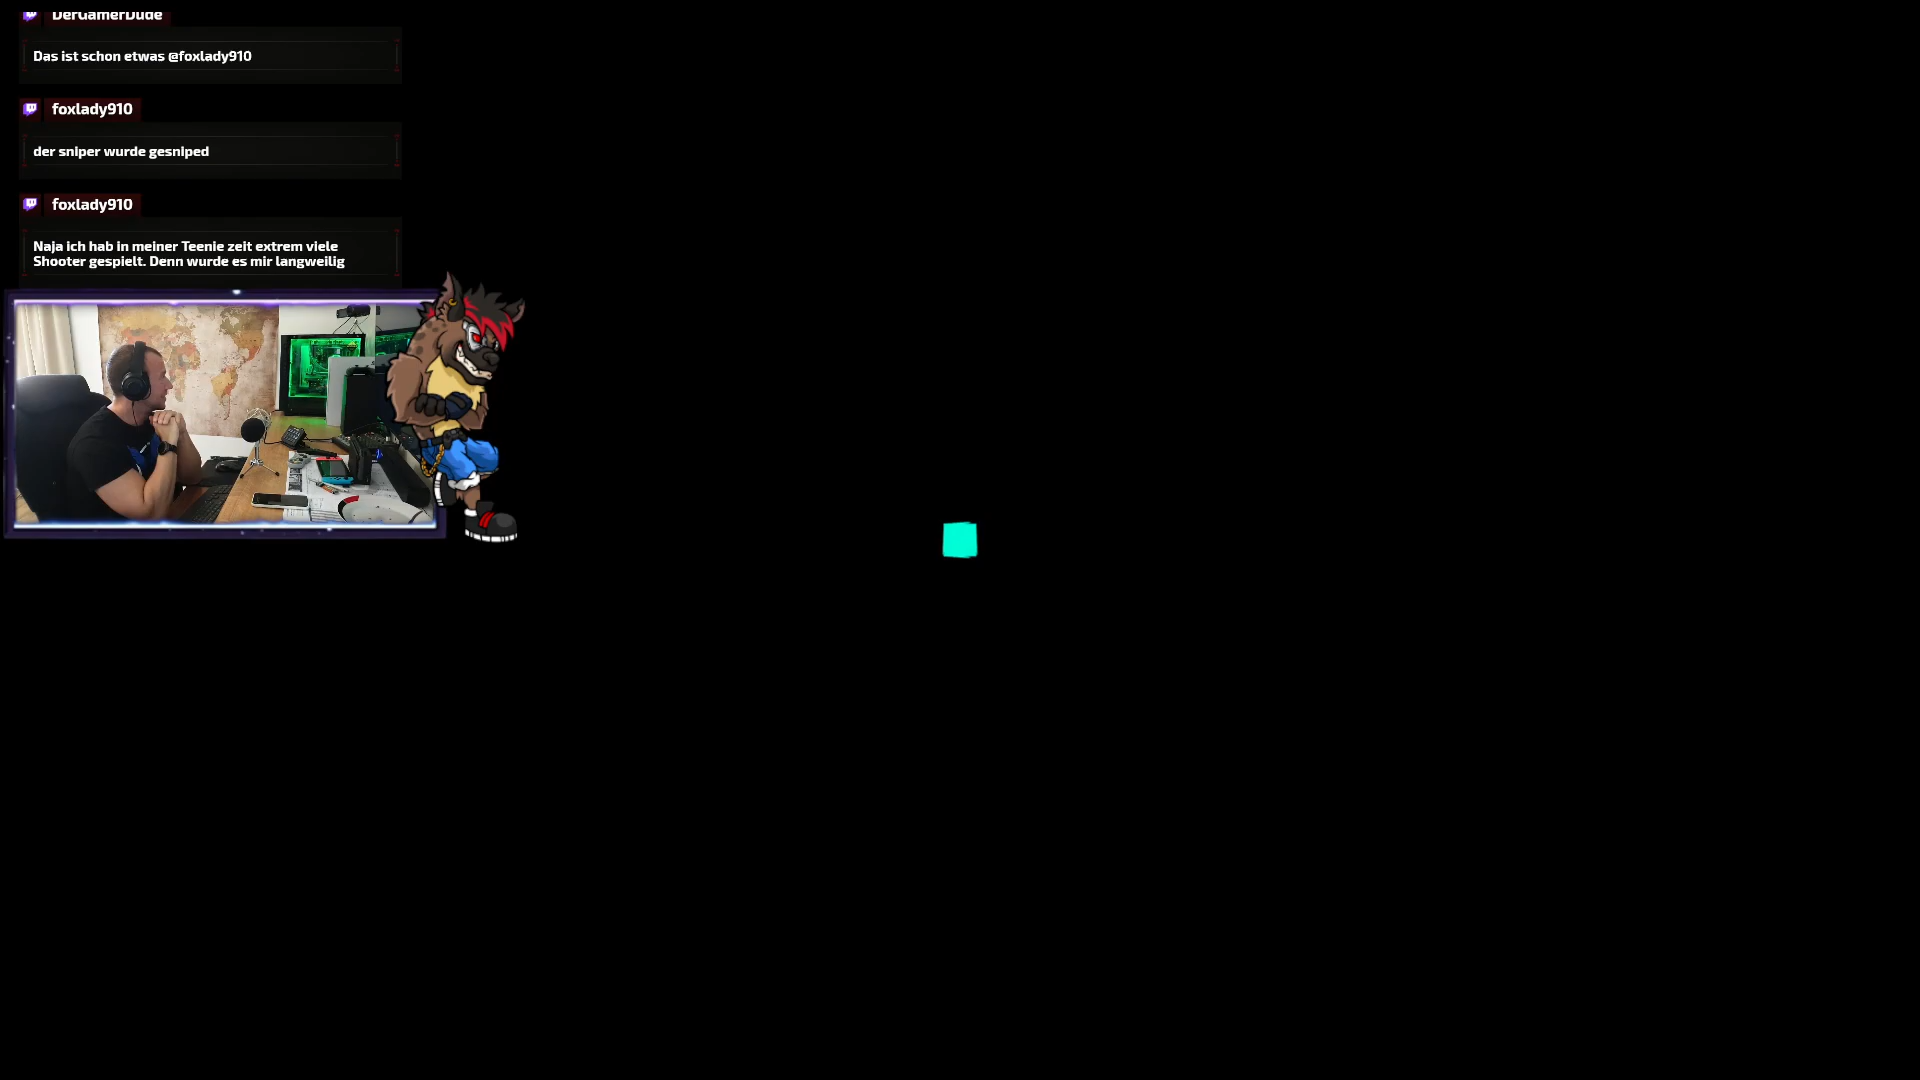 DerGamerDude
Das ist schon etwas @foxlady910
foxlady910
der sniper wurde gesniped
foxlady910
Naja ich hab in meiner Teenie zeit extrem viele
Shooter gespielt. Denn wurde es mir langweilig